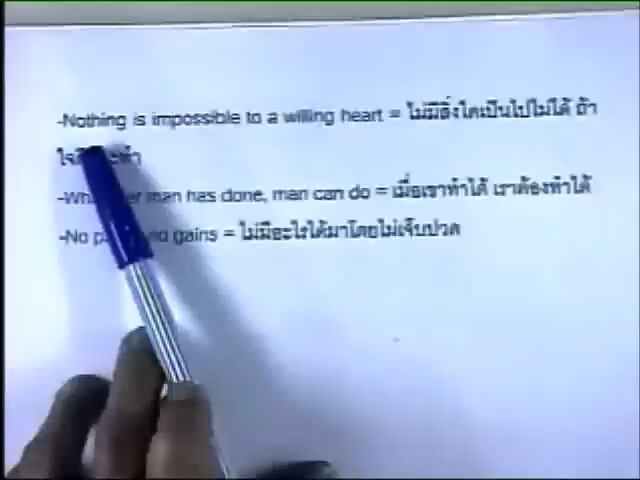 -Nothing is impossible to a willing heart = ไม่มีสิ่งใดเป็นไปไม่ได้ ถ้า
man has done, man can do = เมื่อเขาทำได้ เราต้องทำได้
-No gains = ไม่มีอะไรได้มาโดยไม่เจ็บปวด